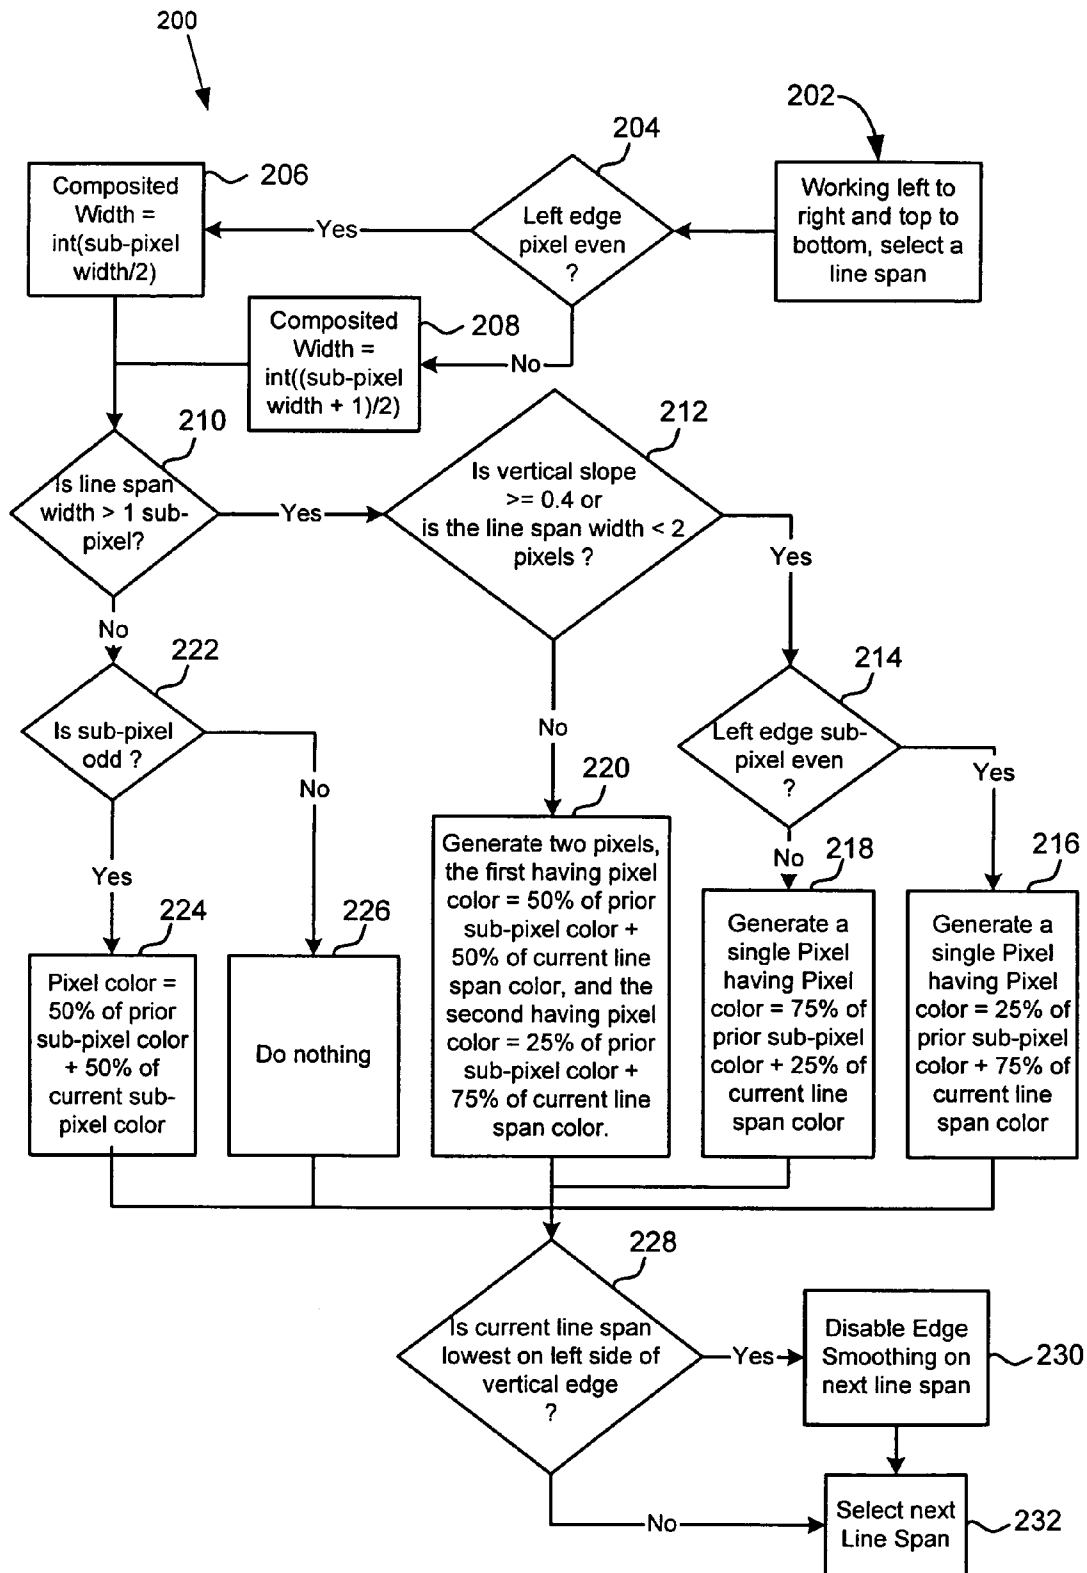 200
202
Working left to
right and top to
bottom, select a
line span
204
Left edge
pixel even
?
Yes
206
Composited
Width =
int(sub-pixel
width/2)
No
208
Composited
Width =
int((sub-pixel
width + 1)/2)
210
Is line span
width > 1 sub-
pixel?
Yes
212
Is vertical slope
>= 0.4 or
is the line span width < 2
pixels ?
Yes
No
222
Is sub-pixel
odd ?
No
Yes
No
214
Left edge sub-
pixel even
?
Yes
No
224
Pixel color =
50% of prior
sub-pixel color
+ 50% of
current sub-
pixel color
226
Do nothing
220
Generate two pixels,
the first having pixel
color = 50% of prior
sub-pixel color +
50% of current line
span color, and the
second having pixel
color = 25% of prior
sub-pixel color +
75% of current line
span color.
218
Generate a
single Pixel
having Pixel
color = 75% of
prior sub-pixel
color + 25% of
current line
span color
216
Generate a
single Pixel
having Pixel
color = 25% of
prior sub-pixel
color + 75% of
current line
span color
228
Is current line span
lowest on left side of
vertical edge
?
Yes
Disable Edge
Smoothing on
next line span
230
No
Select next
Line Span
232